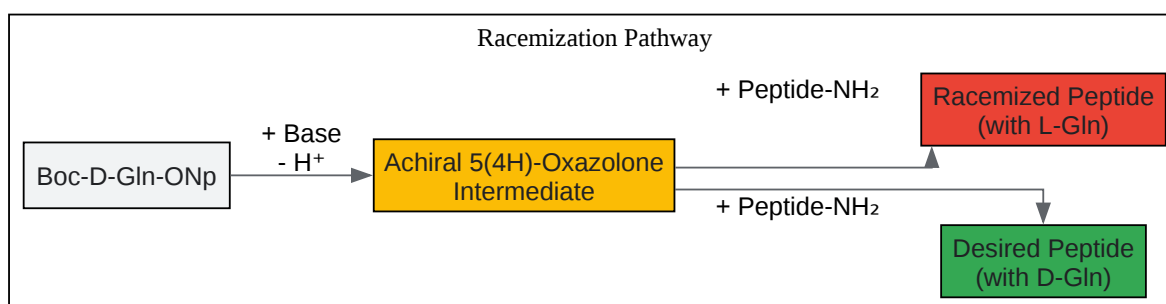 Racemization Pathway
+ Peptide-NH₂
Racemized Peptide
(with L-Gln)
+ Base
- H⁺
Boc-D-Gln-ONp
Achiral 5(4H)-Oxazolone
Intermediate
+ Peptide-NH₂
Desired Peptide
(with D-Gln)